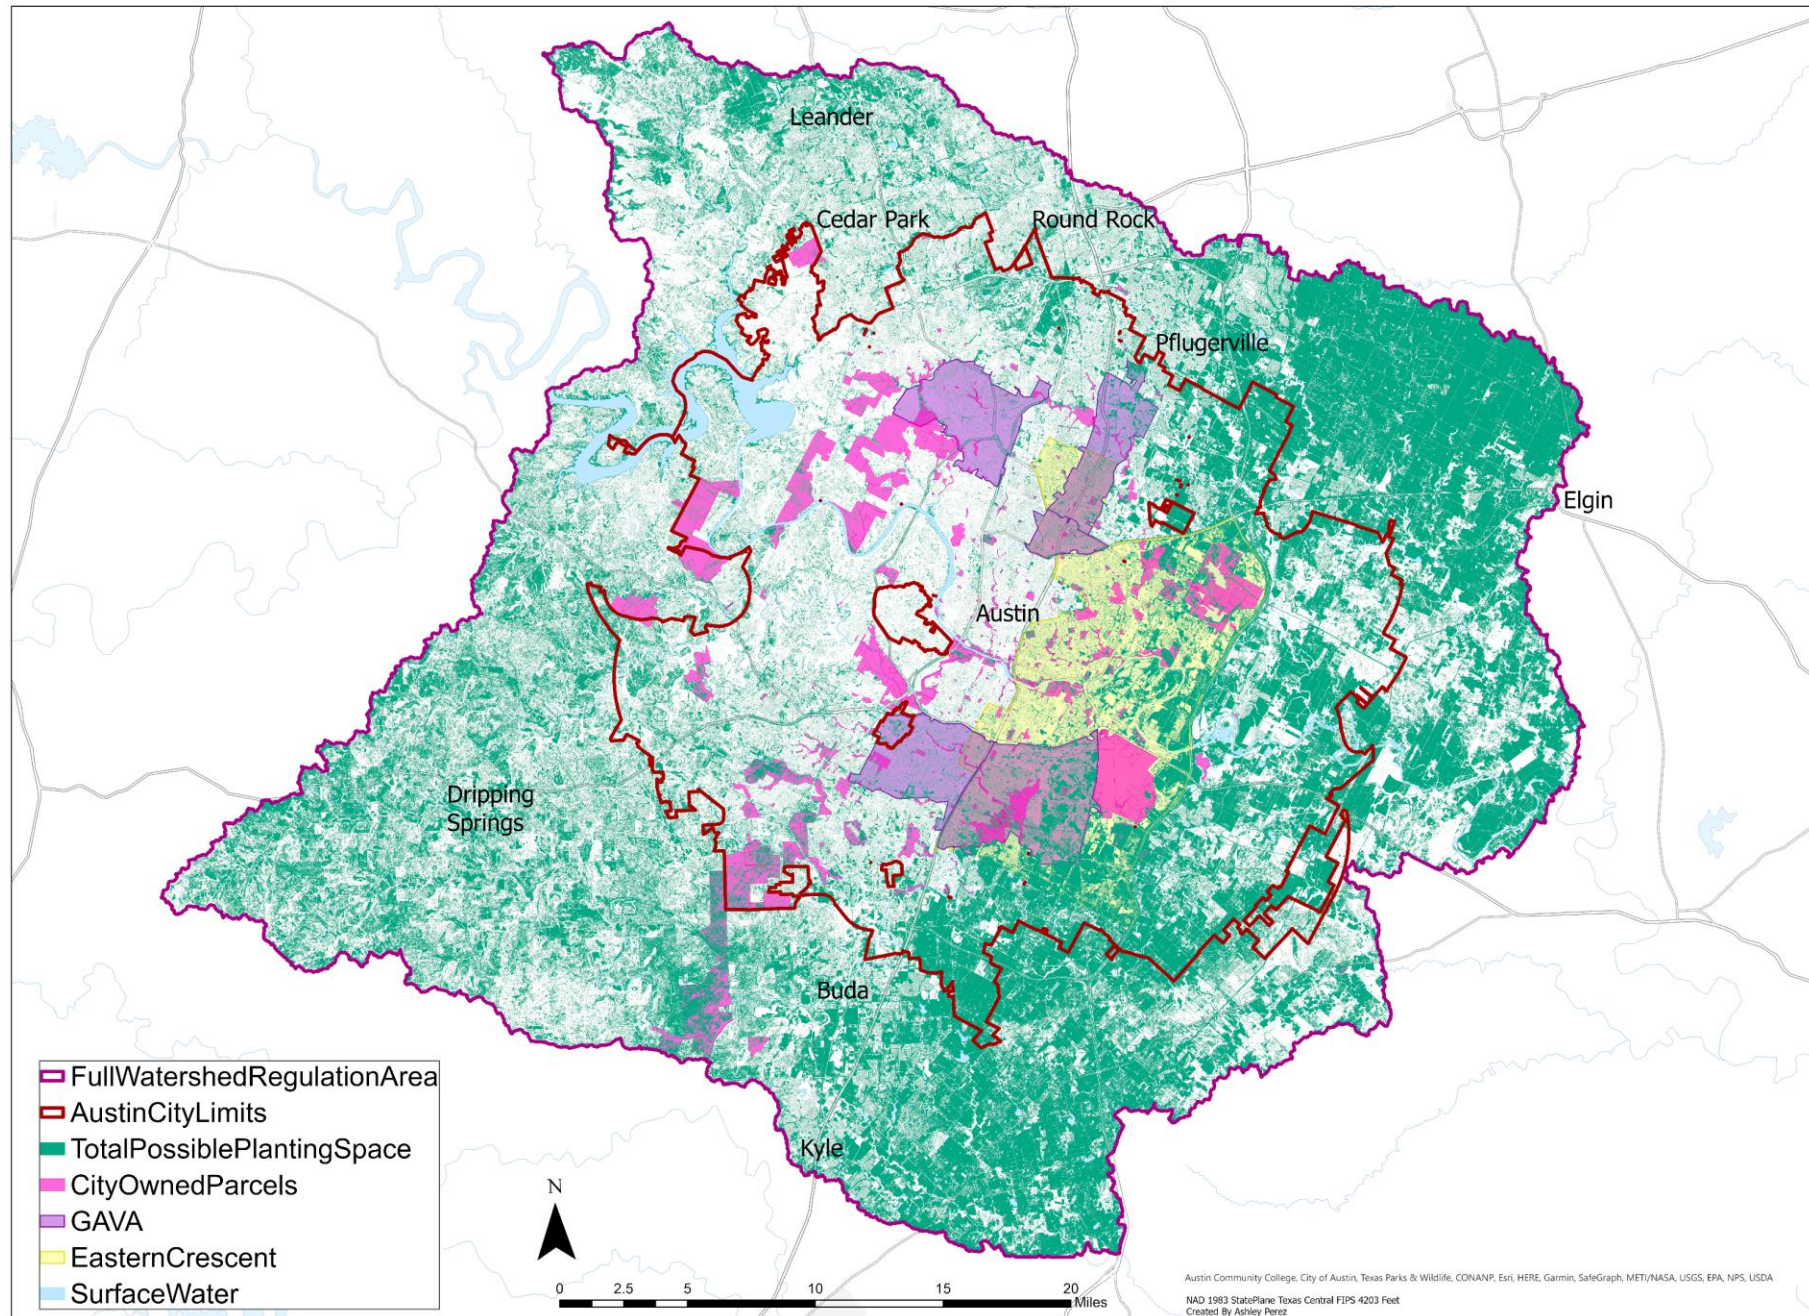 Leander
Cedar Park
Round Rock
Pflugerville
Elgin
Austin
Dripping
Springs
Buda
Kyle
FullWatershedRegulationArea
AustinCityLimits
TotalPossiblePlantingSpace
CityOwnedParcels
GAVA
EasternCrescent
SurfaceWater
N
0 2.5 5 10 15 20
Miles
Austin Community College, City of Austin, Texas Parks & Wildlife, CONANP, Esri, HERE, Garmin, SafeGraph, METI/NASA, USGS, EPA, NPS, USDA
NAD 1983 StatePlane Texas Central FIPS 4203 Feet
Created By Ashley Perez